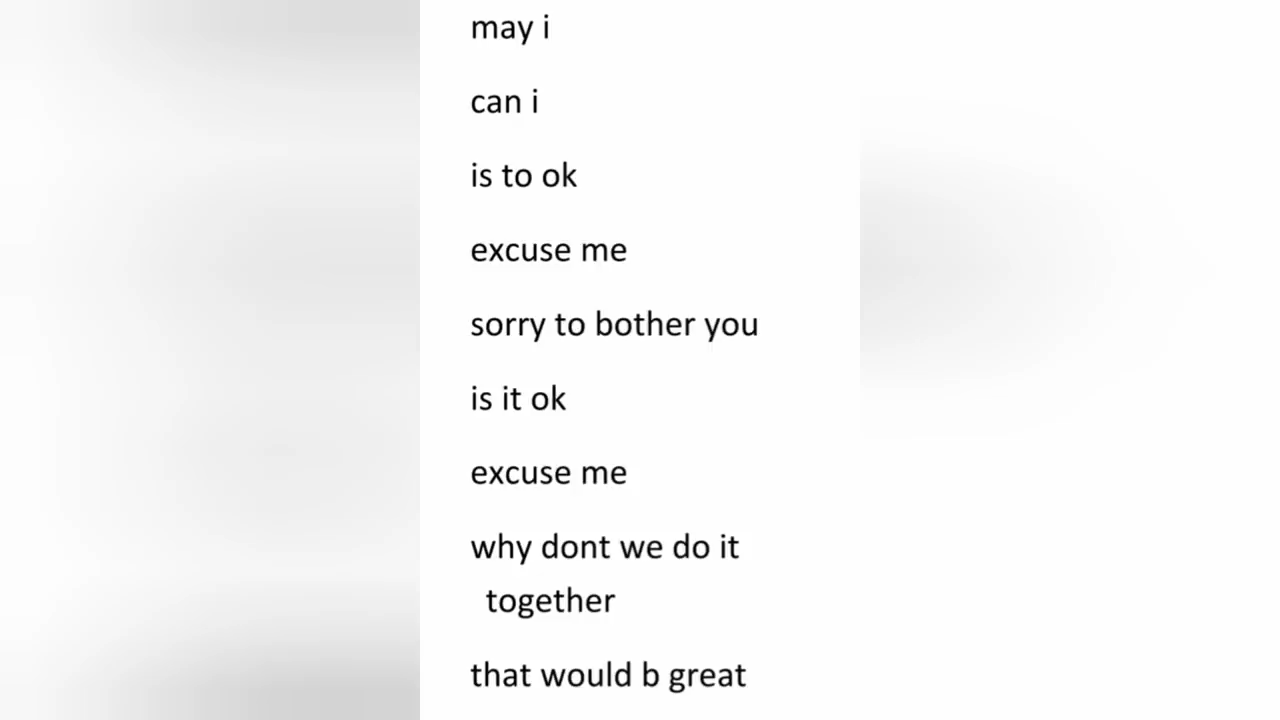 may i
can i
is to ok
excuse me
sorry to bother you
is it ok
excuse me
why dont we do it
together
that would b great